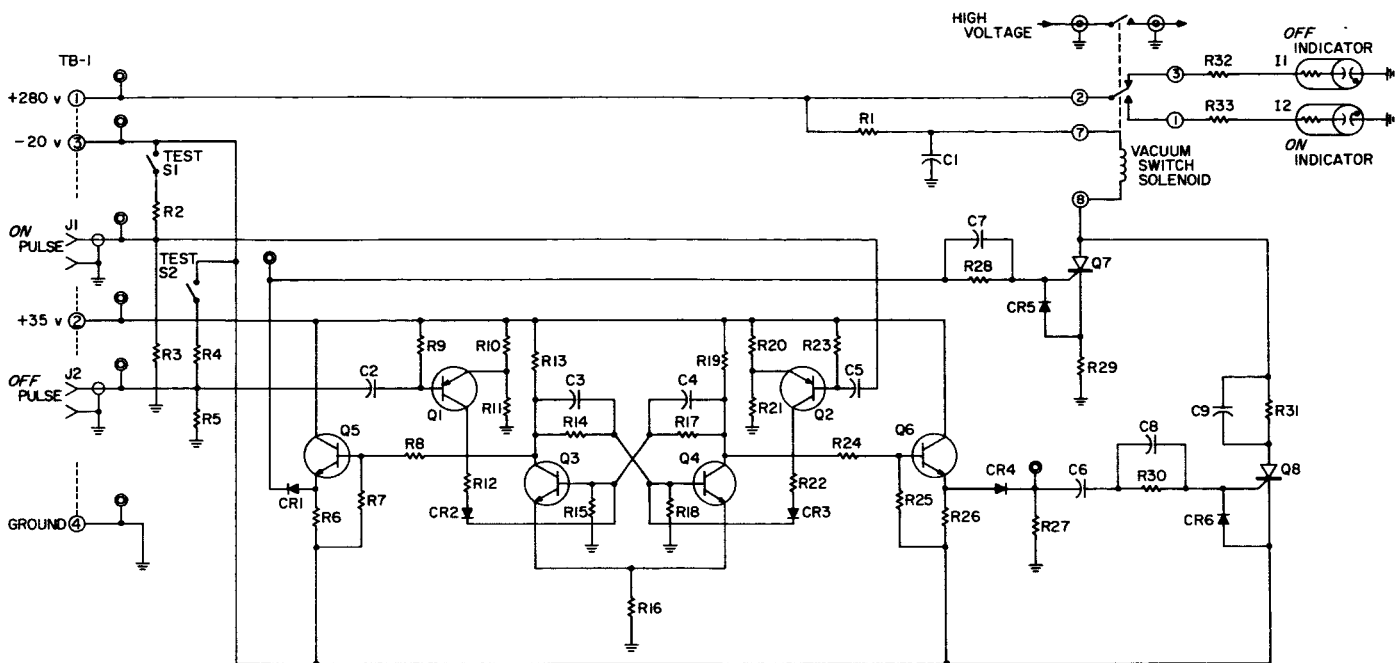 HIGH
VOLTAGE
OFF
INDICATOR
TB-1
3
R32
I1
+280 v 1
2
R33
I2
1
ON
INDICATOR
R1
7
-20 v 3
C1
VACUUM
SWITCH
SOLENOID
TEST
S1
8
R2
J1
ON
PULSE
C7
TEST
S2
R28
Q7
CR5
+35 v 2
R9
R10
R13
R19
R20
R23
R3
R4
R29
J2
OFF
PULSE
C2
C3
C4
C5
R11
R21
Q1
Q2
C9
R31
R5
R14
R17
Q5
R8
Q3
Q4
R24
Q6
C8
CR4
C6
R30
Q8
R12
R22
CR1
R7
R25
R6
R15
R18
R26
CR2
CR3
R27
CR6
GROUND 4
R16